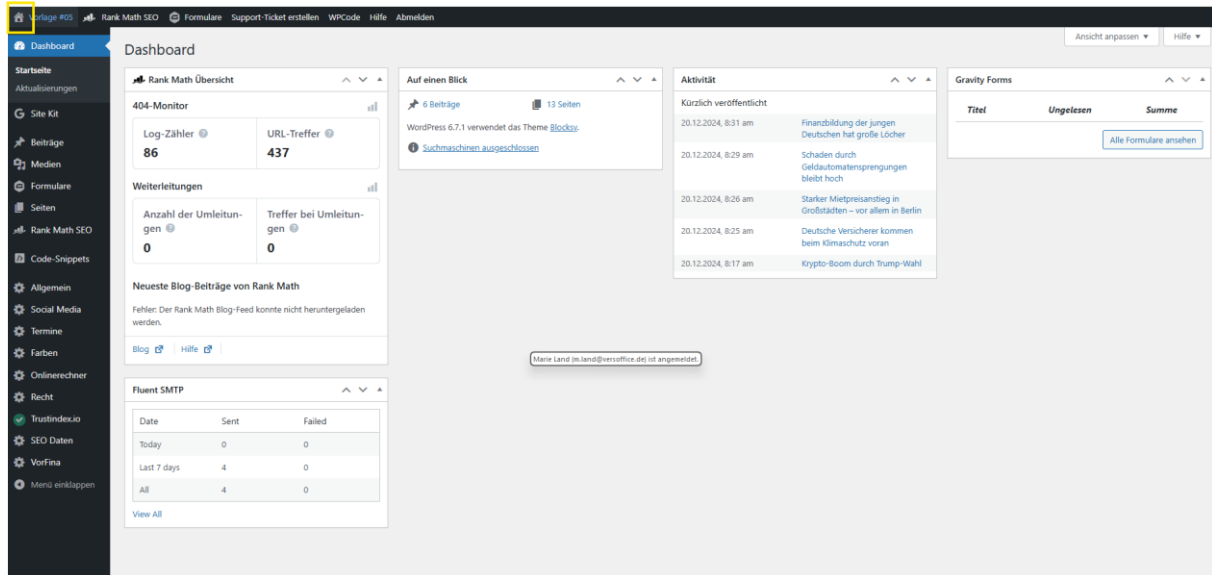 Vorlage #05 Rank Math SEO Formulare Support-Ticket erstellen WPCode Hilfe Abmelden
Ansicht anpassen Hilfe
Dashboard
Startseite
Aktualisierungen
Site Kit
Beiträge
Medien
Formulare
Seiten
Rank Math SEO
Code-Snippets
Allgemein
Social Media
Termine
Farben
Onlinerechner
Recht
Trustindex.io
SEO Daten
VorFina
Menü einklappen
Dashboard
Rank Math Übersicht
404-Monitor
Log-Zähler URL-Treffer
86 437
Weiterleitungen
Anzahl der Umleitun- Treffer bei Umleitun-
gen gen
0 0
Neueste Blog-Beiträge von Rank Math
Fehler: Der Rank Math Blog-Feed konnte nicht heruntergeladen
werden.
Blog Hilfe
Fluent SMTP
Date Sent Failed
Today 0 0
Last 7 days 4 0
All 4 0
View All
Auf einen Blick
6 Beiträge 13 Seiten
WordPress 6.7.1 verwendet das Theme Blocksy.
Suchmaschinen ausgeschlossen
Aktivität
Kürzlich veröffentlicht
20.12.2024, 8:31 am Finanzbildung der jungen
Deutschen hat große Löcher
20.12.2024, 8:29 am Schaden durch
Geldautomatensprengungen
bleibt hoch
20.12.2024, 8:26 am Starker Mietpreisanstieg in
Großstädten – vor allem in Berlin
20.12.2024, 8:25 am Deutsche Versicherer kommen
beim Klimaschutz voran
20.12.2024, 8:17 am Krypto-Boom durch Trump-Wahl
Gravity Forms
Titel Ungelesen Summe
Alle Formulare ansehen
Marie Land (m.land@versoffice.de) ist angemeldet.